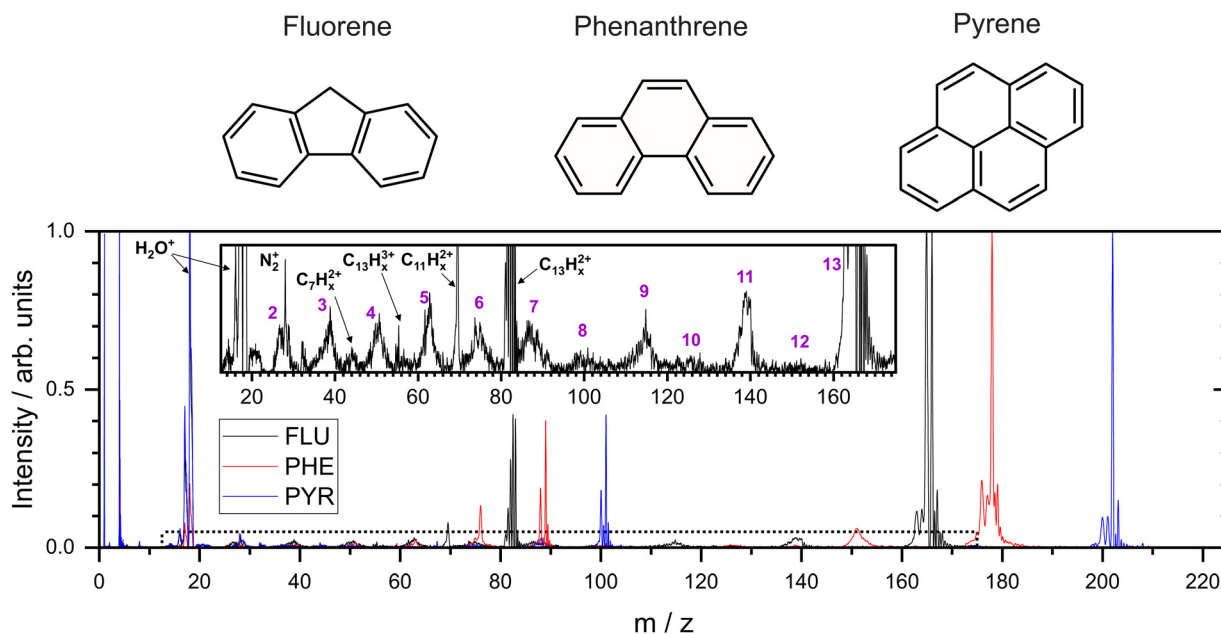 Fluorene Phenanthrene Pyrene
Intensity / arb. units
1.0
0.5
0.0
H₂O⁺
N₂⁺
C₇Hₓ²⁺
C₁₃Hₓ³⁺
C₁₁Hₓ²⁺
C₁₃Hₓ²⁺
2 3 4 5 6 7 8 9 10 11 12 13
20 40 60 80 100 120 140 160
FLU
PHE
PYR
0 20 40 60 80 100 120 140 160 180 200 220
m / z